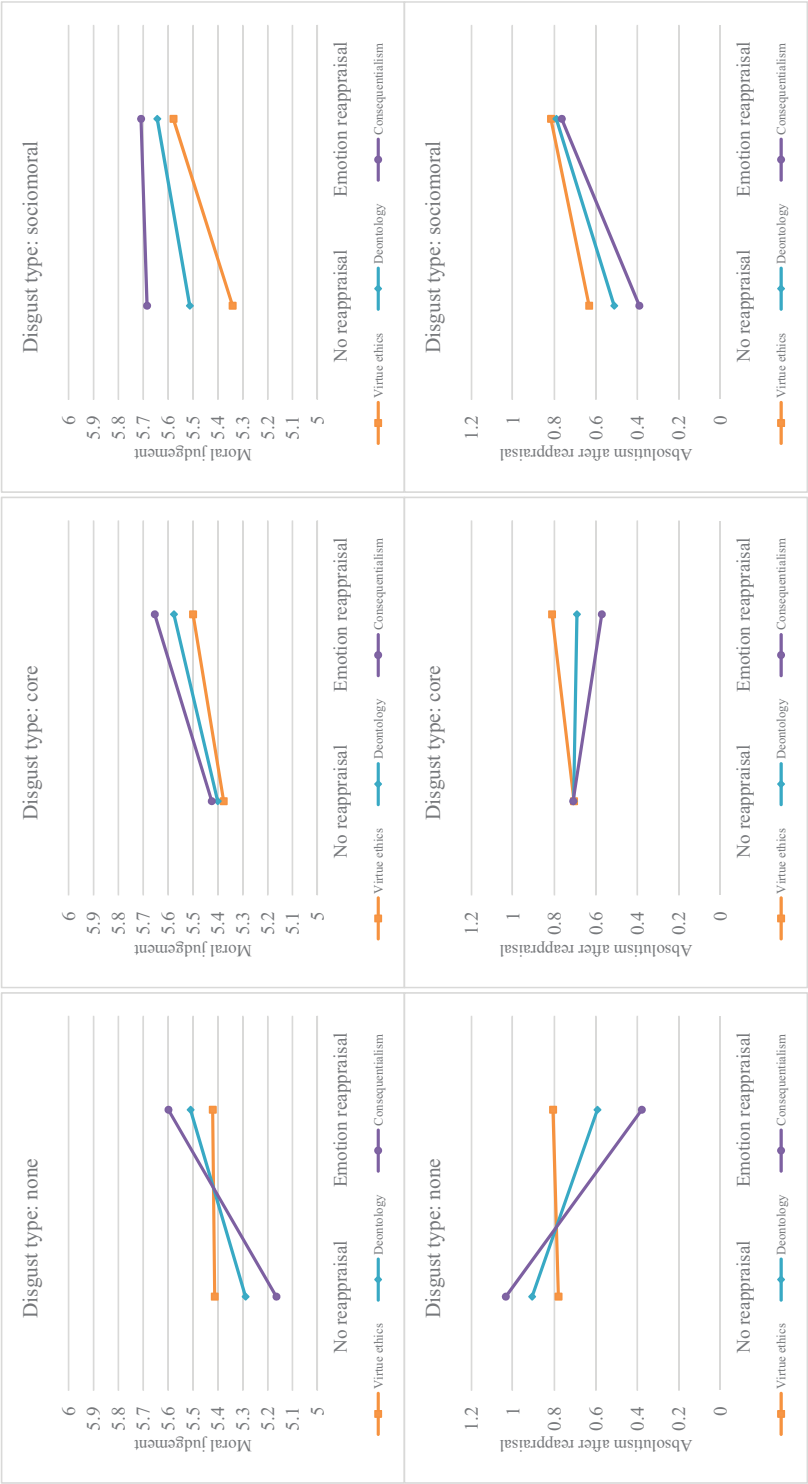 Disgust type: none
6
5.9
5.8
5.7
5.6
5.5
5.4
5.3
5.2
5.1
5
Moral judgement
No reappraisal
Emotion reappraisal
Virtue ethics
Deontology
Consequentialism
Disgust type: core
6
5.9
5.8
5.7
5.6
5.5
5.4
5.3
5.2
5.1
5
Moral judgement
No reappraisal
Emotion reappraisal
Virtue ethics
Deontology
Consequentialism
Disgust type: sociomoral
6
5.9
5.8
5.7
5.6
5.5
5.4
5.3
5.2
5.1
5
Moral judgement
No reappraisal
Emotion reappraisal
Virtue ethics
Deontology
Consequentialism
Disgust type: none
1.2
1
0.8
0.6
0.4
0.2
0
Absolutism after reappraisal
No reappraisal
Emotion reappraisal
Virtue ethics
Deontology
Consequentialism
Disgust type: core
1.2
1
0.8
0.6
0.4
0.2
0
Absolutism after reappraisal
No reappraisal
Emotion reappraisal
Virtue ethics
Deontology
Consequentialism
Disgust type: sociomoral
1.2
1
0.8
0.6
0.4
0.2
0
Absolutism after reappraisal
No reappraisal
Emotion reappraisal
Virtue ethics
Deontology
Consequentialism